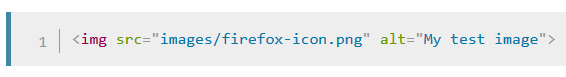 1 <img src="images/firefox-icon.png" alt="My test image">